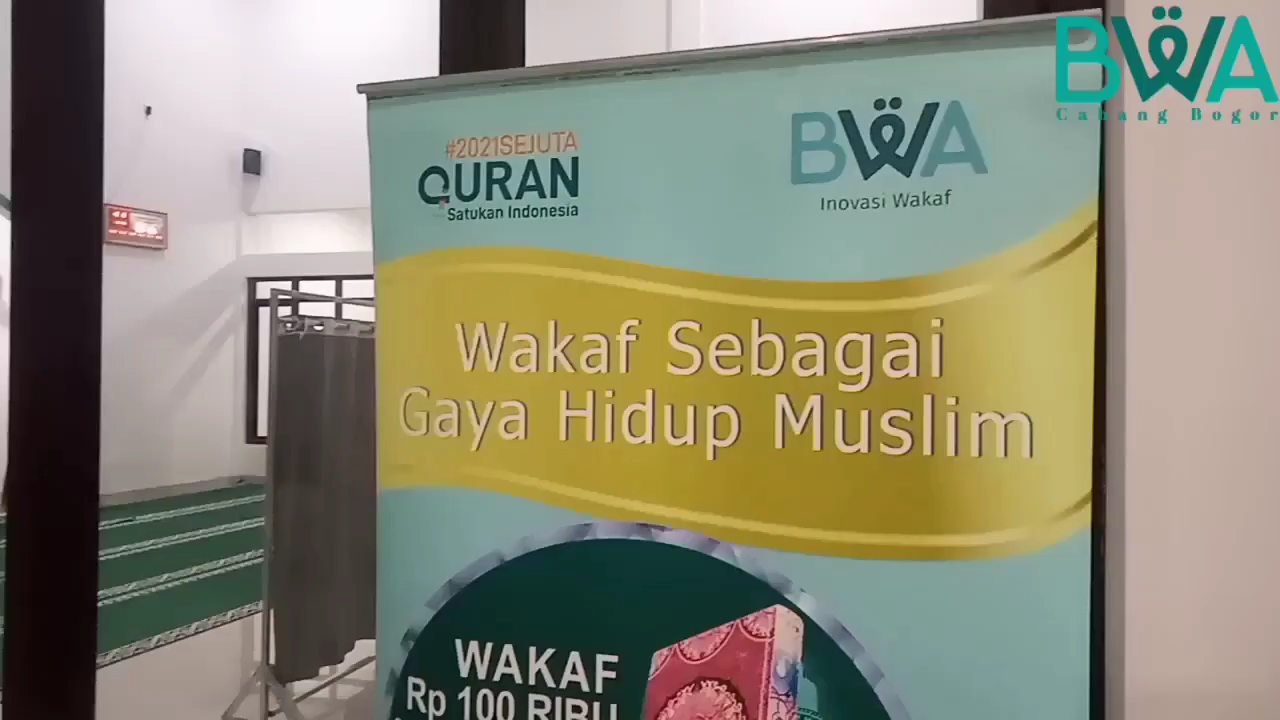 BWA
Cabang Bogor
#2021SEJUTA
QURAN
Satukan Indonesia
BWA
Inovasi Wakaf
Wakaf Sebagai
Gaya Hidup Muslim
WAKAF
Rp 100 RIBU